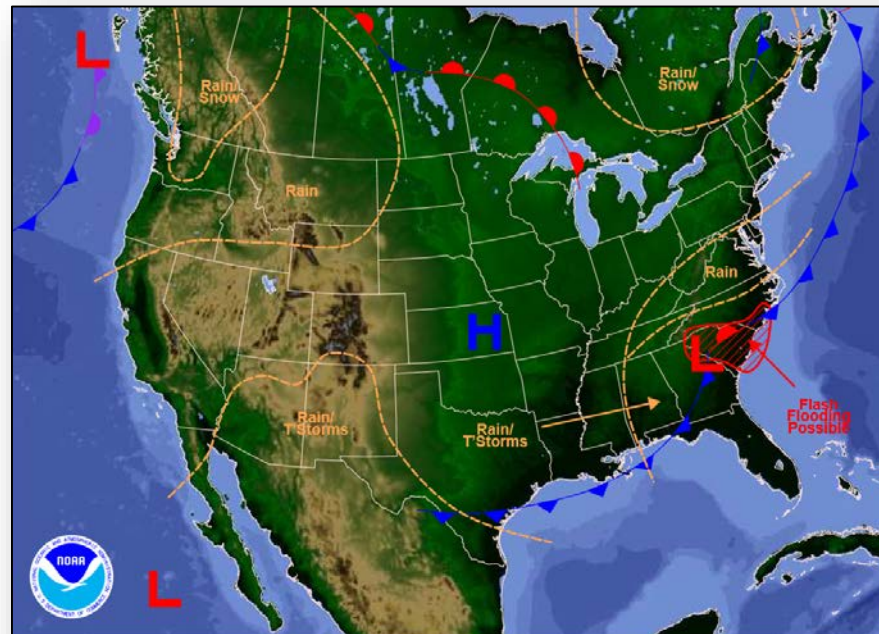 L
Rain/
Snow
Rain/
Snow
Rain
Rain
H
L
Rain/
T'Storms
Rain/
T'Storms
Flash
Flooding
Possible
L
NOAA